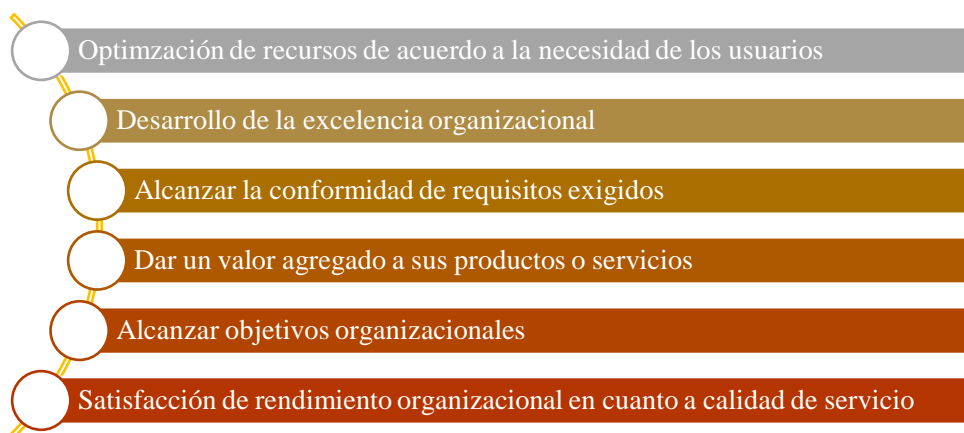 Optimzación de recursos de acuerdo a la necesidad de los usuarios
Desarrollo de la excelencia organizacional
Alcanzar la conformidad de requisitos exigidos
Dar un valor agregado a sus productos o servicios
Alcanzar objetivos organizacionales
Satisfacción de rendimiento organizacional en cuanto a calidad de servicio